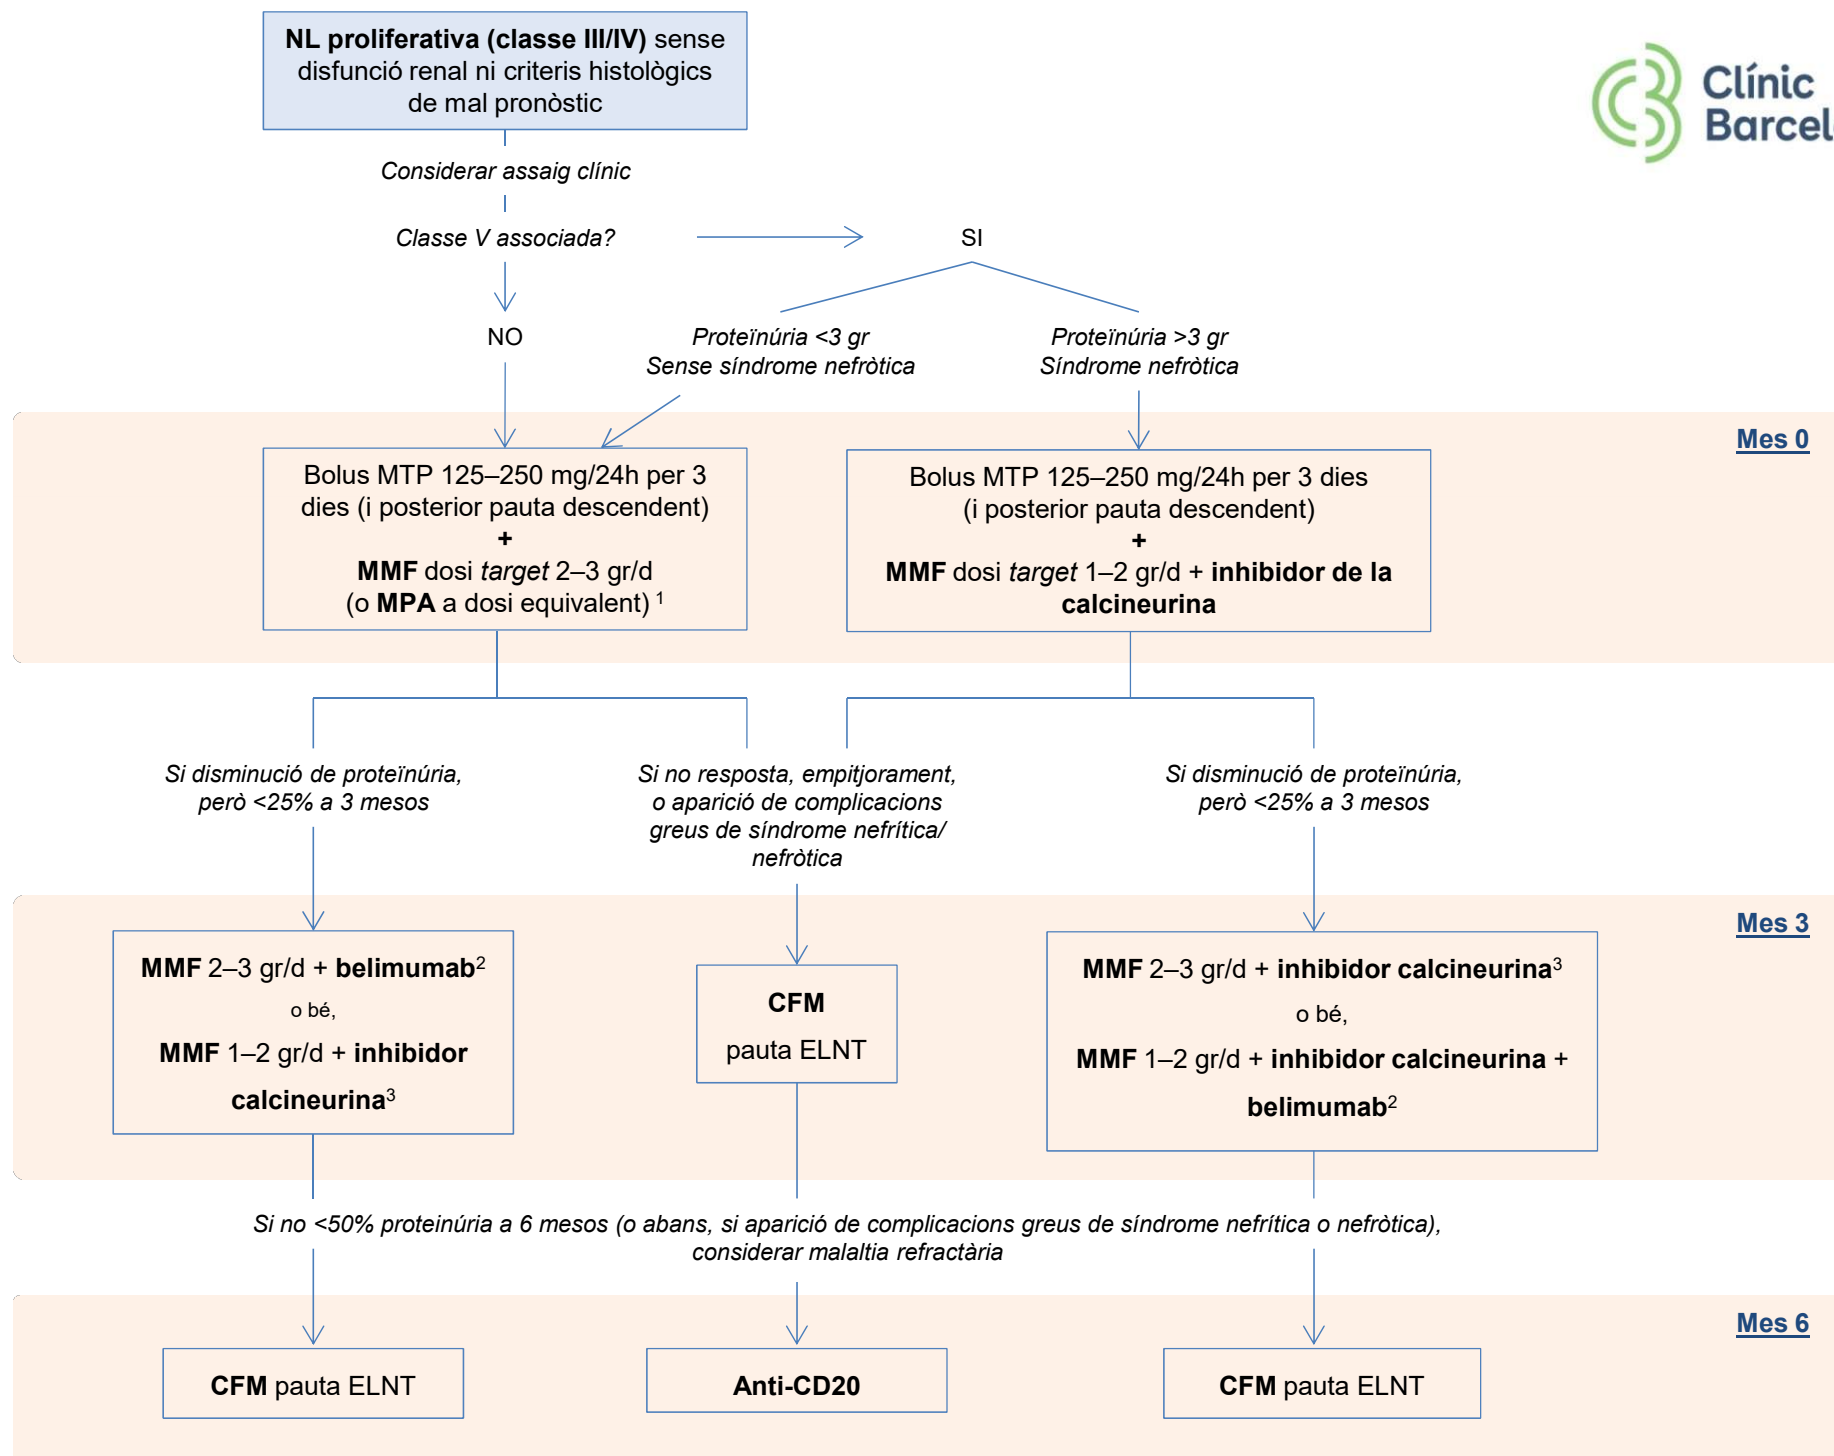 NL proliferativa (classe III/IV) sense
disfunció renal ni criteris histològics
de mal pronòstic
Clínic
Barcel
Considerar assaig clínic
Classe V associada?
SI
NO
Proteïnúria <3 gr
Sense síndrome nefròtica
Proteïnúria >3 gr
Síndrome nefròtica
Mes 0
Bolus MTP 125–250 mg/24h per 3
dies (i posterior pauta descendent)
+
MMF dosi target 2–3 gr/d
(o MPA a dosi equivalent) 1
Bolus MTP 125–250 mg/24h per 3 dies
(i posterior pauta descendent)
+
MMF dosi target 1–2 gr/d + inhibidor de la
calcineurina
Si disminució de proteïnúria,
però <25% a 3 mesos
Si no resposta, empitjorament,
o aparició de complicacions
greus de síndrome nefrítica/
nefròtica
Si disminució de proteïnúria,
però <25% a 3 mesos
Mes 3
MMF 2–3 gr/d + belimumab2
o bé,
MMF 1–2 gr/d + inhibidor
calcineurina3
CFM
pauta ELNT
MMF 2–3 gr/d + inhibidor calcineurina3
o bé,
MMF 1–2 gr/d + inhibidor calcineurina +
belimumab2
Si no <50% proteinúria a 6 mesos (o abans, si aparició de complicacions greus de síndrome nefrítica o nefròtica),
considerar malaltia refractària
Mes 6
CFM pauta ELNT
Anti-CD20
CFM pauta ELNT